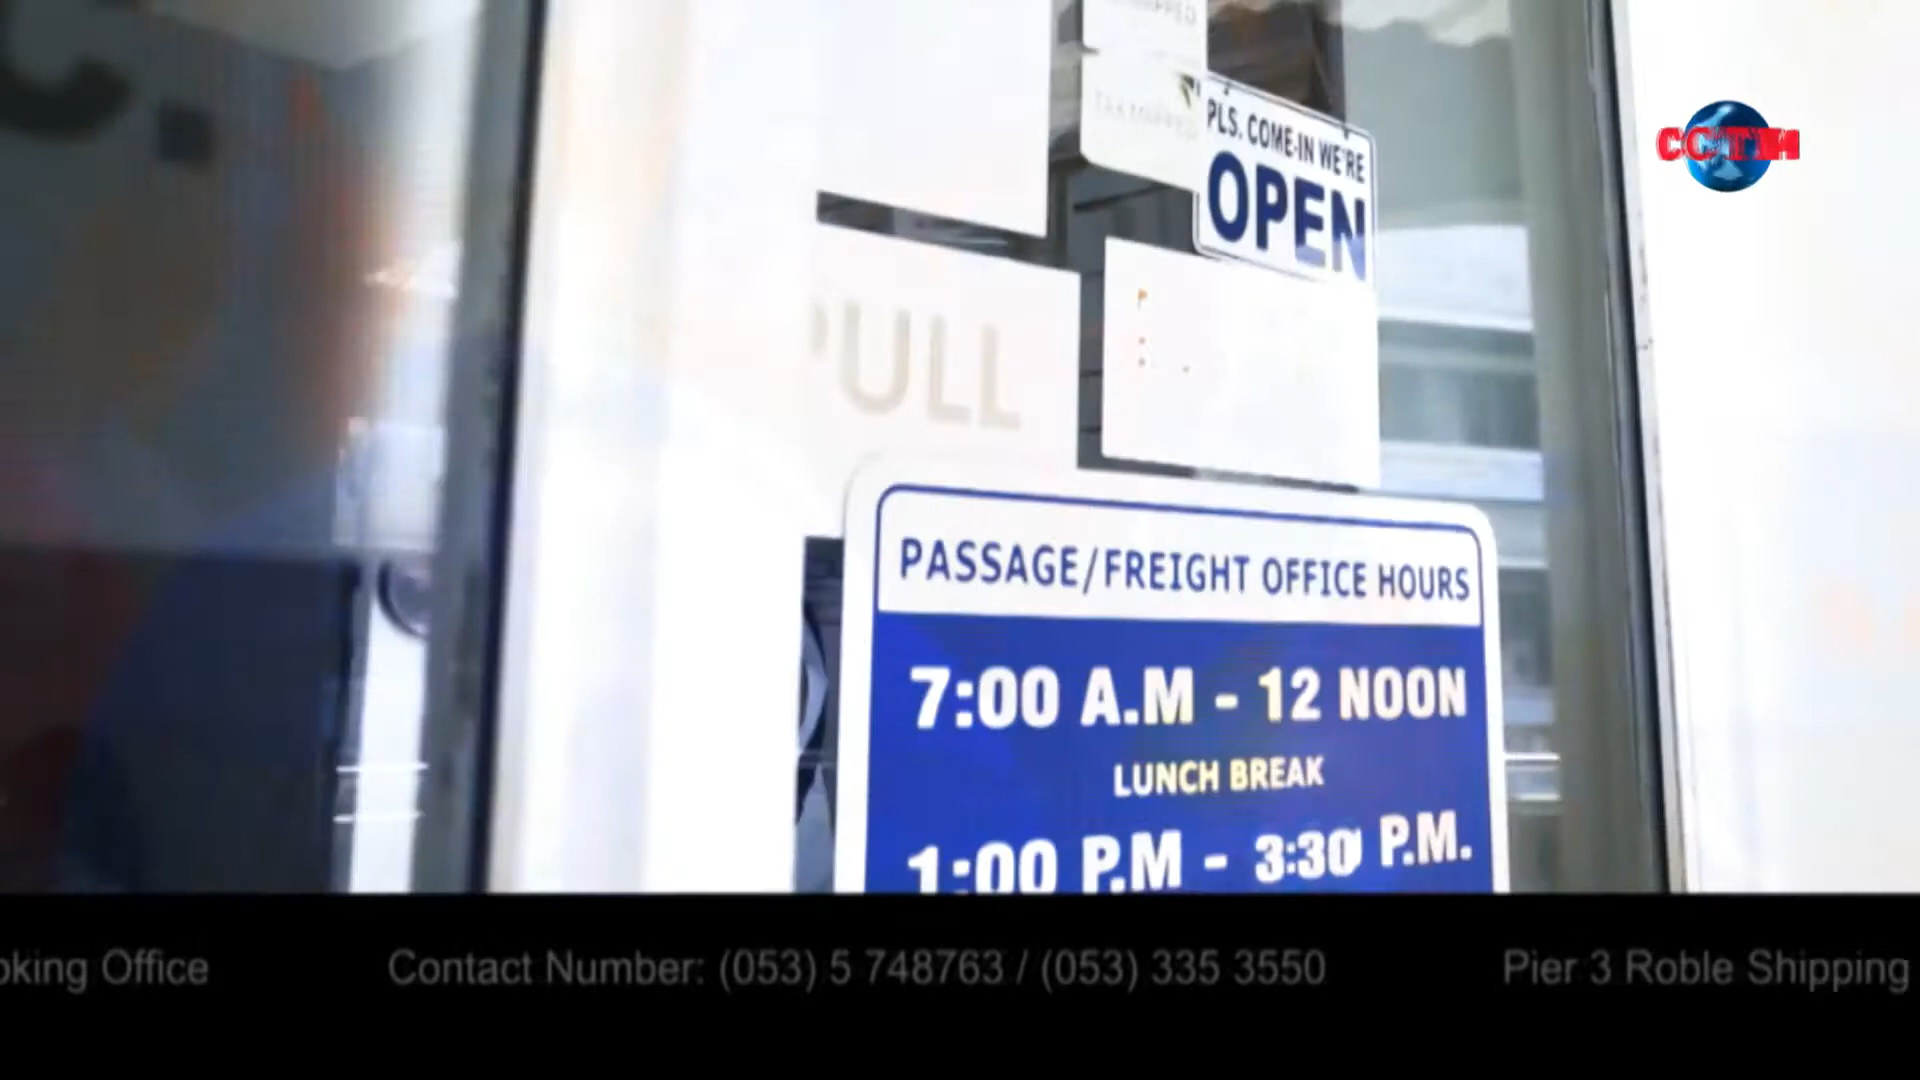 PLS. COME-IN WE'RE
OPEN
PULL
PASSAGE/FREIGHT OFFICE HOURS
7:00 A.M - 12 NOON
LUNCH BREAK
1:00 P.M - 3:30 P.M.
oking Office
Contact Number: (053) 5 748763 / (053) 335 3550
Pier 3 Roble Shipping